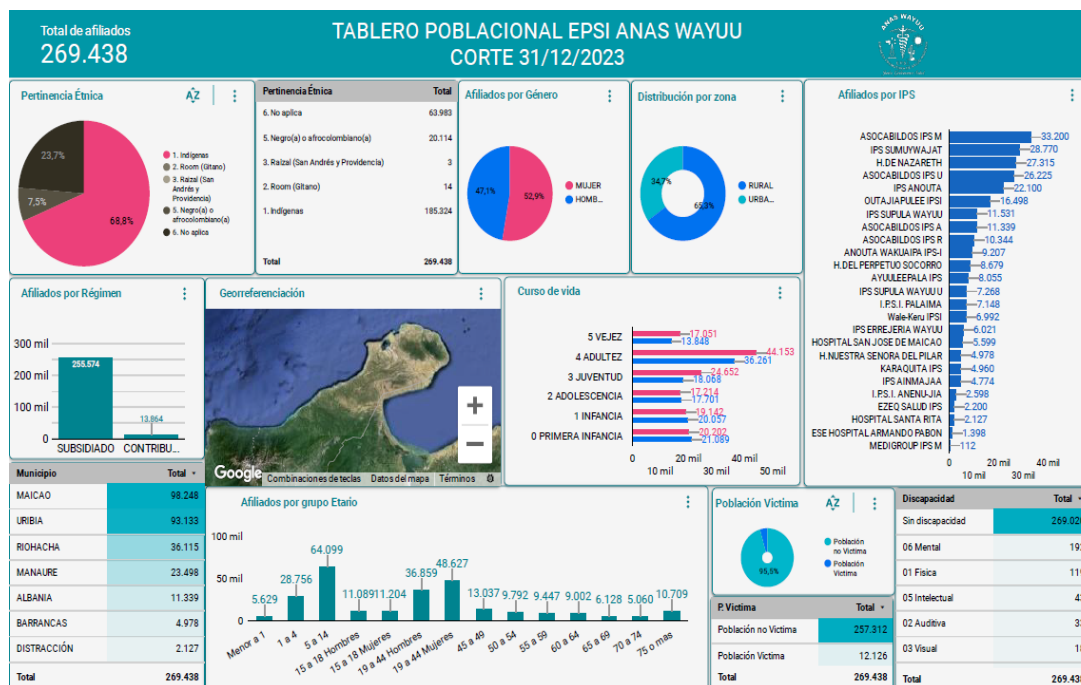 Total de afiliados
269.438
TABLERO POBLACIONAL EPSI ANAS WAYUU
CORTE 31/12/2023
ANAS WAYUU
Pertinencia Étnica
23,7%
7,5%
68,8%
1. Indígenas
2. Room (Gitano)
3. Raizal (San
Andrés y
Providencia)
5. Negro(a) o
afrocolombiano(a)
6. No aplica
Pertinencia Étnica Total
6. No aplica 63.983
5. Negro(a) o afrocolombiano(a) 20.114
3. Raizal (San Andrés y Providencia) 3
2. Room (Gitano) 14
1. Indígenas 185.324
Total 269.438
Afiliados por Género
47,1%
52,9%
MUJER
HOMB...
Distribución por zona
34,7%
65,3%
RURAL
URBA...
Afiliados por IPS
ASOCABILDOS IPS M 33.200
IPS SUMUYWAJAT 28.770
H.DE NAZARETH 27.315
ASOCABILDOS IPS U 26.225
IPS ANOUTA 22.100
OUTAJIAPULEE IPSI 16.498
IPS SUPULA WAYUU 11.531
ASOCABILDOS IPS A 11.339
ASOCABILDOS IPS R 10.344
ANOUTA WAKUAIPA IPS-I 9.207
H.DEL PERPETUO SOCORRO 8.679
AYUULEEPALA IPS 8.055
IPS SUPULA WAYUU U 7.268
I.P.S.I. PALAIMA 7.148
Wale-Keru IPSI 6.992
IPS ERREJERIA WAYUU 6.021
HOSPITAL SAN JOSE DE MAICAO 5.599
H.NUESTRA SENORA DEL PILAR 4.978
KARAQUITA IPS 4.960
IPS AINMAJAA 4.774
I.P.S.I. ANENU-JIA 2.598
EZEQ SALUD IPS 2.200
HOSPITAL SANTA RITA 2.127
ESE HOSPITAL ARMANDO PABON 1.398
MEDIGROUP IPS M 112
0 20 mil 40 mil
10 mil 30 mil
Afiliados por Régimen
300 mil
200 mil
100 mil
0
255.574
13.864
SUBSIDIADO CONTRIBU...
Georreferenciación
+
−
Google
Combinaciones de teclas Datos del mapa Términos
Curso de vida
5 VEJEZ 17.051
13.848
4 ADULTEZ 44.153
36.261
3 JUVENTUD 24.652
18.068
2 ADOLESCENCIA 17.214
17.701
1 INFANCIA 19.142
20.057
0 PRIMERA INFANCIA 20.202
21.089
0 20 mil 40 mil
10 mil 30 mil 50 mil
Municipio Total
MAICAO 98.248
URIBIA 93.133
RIOHACHA 36.115
MANAURE 23.498
ALBANIA 11.339
BARRANCAS 4.978
DISTRACCIÓN 2.127
Total 269.438
Afiliados por grupo Etario
100 mil
50 mil
0
5.629 28.756 64.099 11.089 11.204 36.859 48.627 13.037 9.792 9.447 9.002 6.128 5.060 10.709
Menor a 1 1 a 4 5 a 14 15 a 18 Hombres 15 a 18 Mujeres 19 a 44 Hombres 19 a 44 Mujeres 45 a 49 50 a 54 55 a 59 60 a 64 65 a 69 70 a 74 75 o mas
Población Victima
95,5%
Población
no Victima
Población
Victima
P. Victima Total
Población no Victima 257.312
Población Victima 12.126
Total 269.438
Discapacidad Total
Sin discapacidad 269.02
06 Mental 19
01 Fisica 11
05 Intelectual 4
02 Auditiva 3
03 Visual 1
Total 269.438